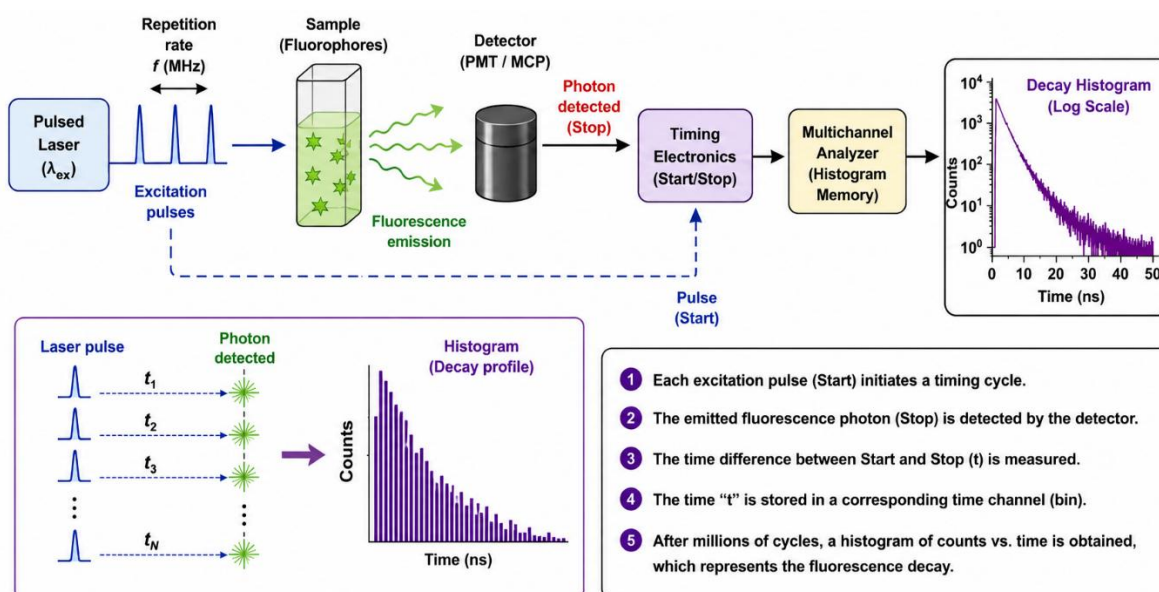 Repetition
rate
f (MHz)
Sample
(Fluorophores)
Detector
(PMT / MCP)
Pulsed
Laser
(λex)
Excitation
pulses
Fluorescence
emission
Photon
detected
(Stop)
Timing
Electronics
(Start/Stop)
Multichannel
Analyzer
(Histogram
Memory)
Pulse
(Start)
Decay Histogram
(Log Scale)
Counts
10⁴
10³
10²
10¹
10⁰
0 10 20 30 40 50
Time (ns)
Laser pulse
Photon
detected
t₁
t₂
t₃
tN
Histogram
(Decay profile)
Counts
Time (ns)
1 Each excitation pulse (Start) initiates a timing cycle.
2 The emitted fluorescence photon (Stop) is detected by the detector.
3 The time difference between Start and Stop (t) is measured.
4 The time “t” is stored in a corresponding time channel (bin).
5 After millions of cycles, a histogram of counts vs. time is obtained,
which represents the fluorescence decay.